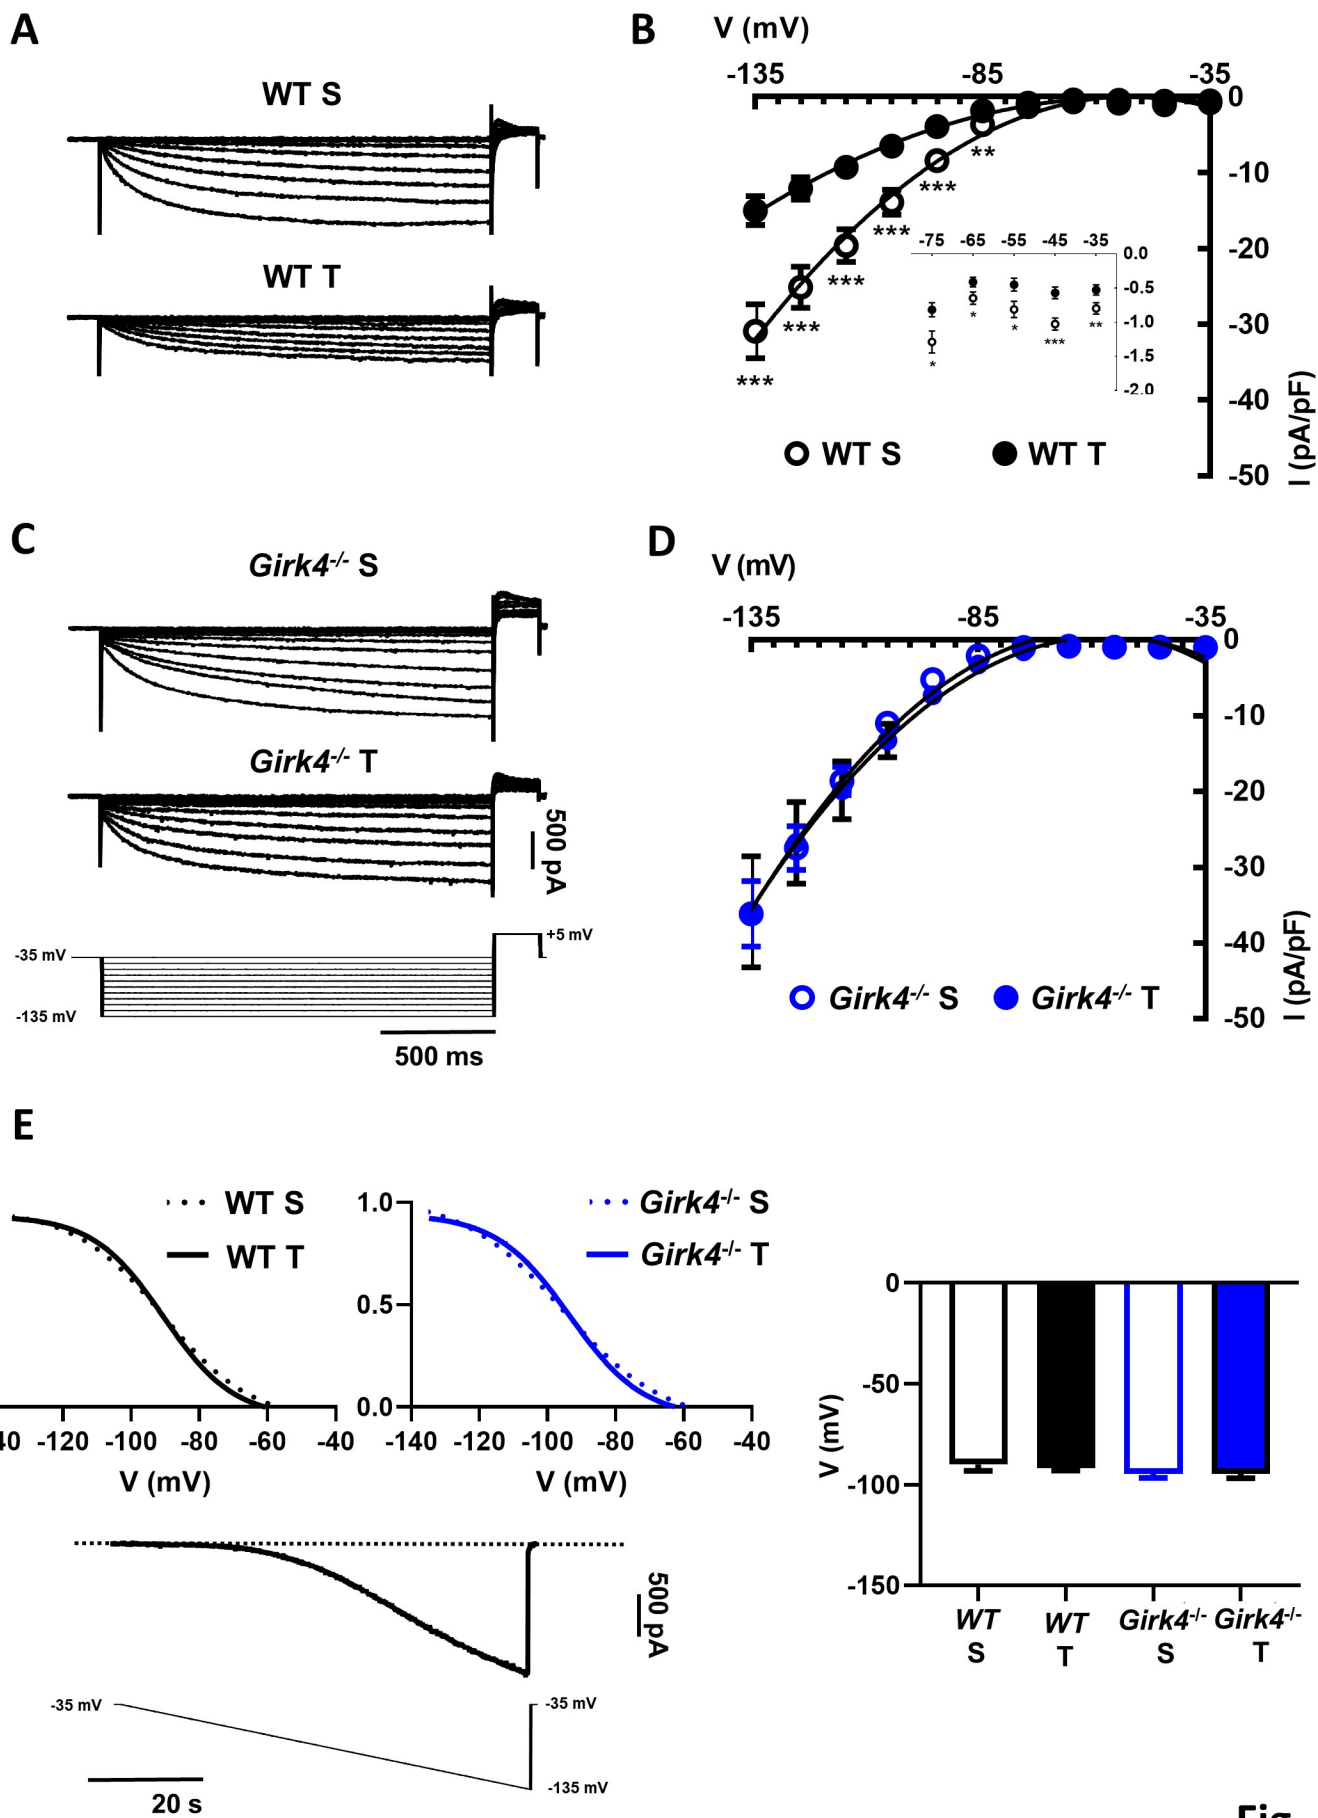 A
WT S
WT T
B
V (mV)
-135 -85 -35
0
-10
-20
-30
-40
-50
I (pA/pF)
**
***
***
***
***
***
-75 -65 -55 -45 -35
0.0
-0.5
-1.0
-1.5
-2.0
* * * *** **
WT S WT T
C
Girk4-/- S
Girk4-/- T
500 pA
+5 mV
-35 mV
-135 mV
500 ms
D
V (mV)
-135 -85 -35
0
-10
-20
-30
-40
-50
I (pA/pF)
Girk4-/- S Girk4-/- T
E
WT S
WT T
40 -120 -100 -80 -60 -40
V (mV)
Girk4-/- S
Girk4-/- T
1.0
0.5
0.0
-140 -120 -100 -80 -60 -40
V (mV)
0
-50
-100
-150
V (mV)
WT WT Girk4-/- Girk4-/-
S T S T
500 pA
-35 mV -35 mV
-135 mV
20 s